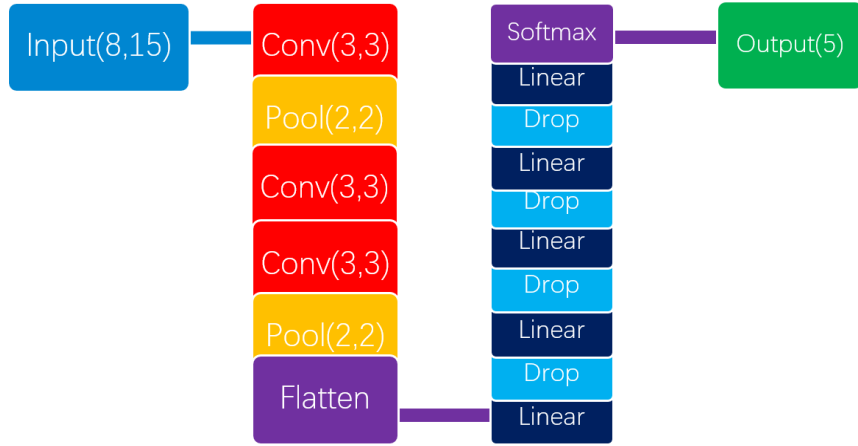 Input(8,15)
Conv(3,3)
Pool(2,2)
Conv(3,3)
Conv(3,3)
Pool(2,2)
Flatten
Softmax
Linear
Drop
Linear
Drop
Linear
Drop
Linear
Drop
Linear
Output(5)